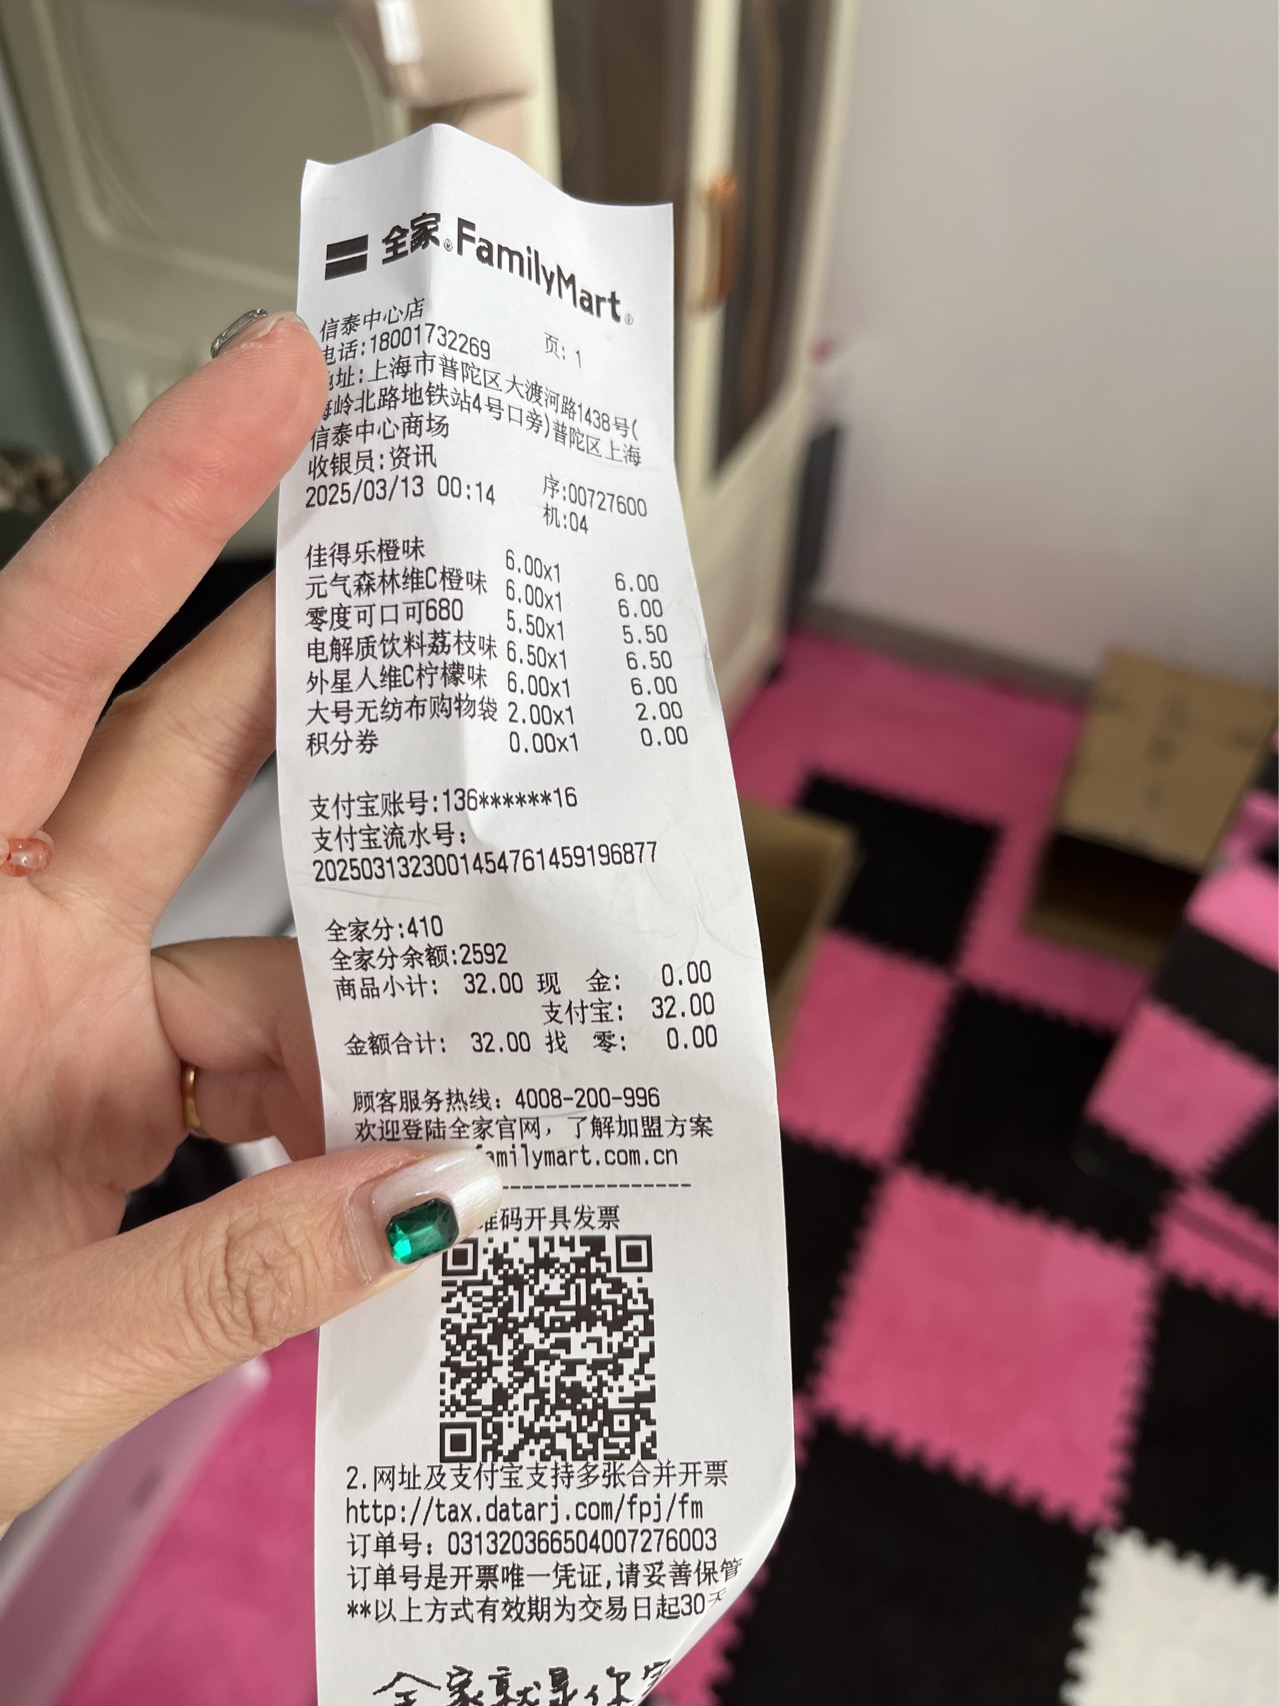 全家®FamilyMart®
信泰中心店
电话:18001732269 页: 1
址:上海市普陀区大渡河路1438号(
岭北路地铁站4号口旁)普陀区上海
信泰中心商场
收银员:资讯
2025/03/13 00:14 序:00727600
机:04
佳得乐橙味 6.00x1 6.00
元气森林维C橙味 6.00x1 6.00
零度可口可680 5.50x1 5.50
电解质饮料荔枝味 6.50x1 6.50
外星人维C柠檬味 6.00x1 6.00
大号无纺布购物袋 2.00x1 2.00
积分券 0.00x1 0.00
支付宝账号:136******16
支付宝流水号:
2025031323001454761459196877
全家分:410
全家分余额:2592
商品小计: 32.00 现 金: 0.00
支付宝: 32.00
金额合计: 32.00 找 零: 0.00
顾客服务热线: 4008-200-996
欢迎登陆全家官网，了解加盟方案
familymart.com.cn
--------------------
维码开具发票
2.网址及支付宝支持多张合并开票
http://tax.datarj.com/fpj/fm
订单号: 0313203665040072​76003
订单号是开票唯一凭证,请妥善保管
**以上方式有效期为交易日起30天
全家就是你家